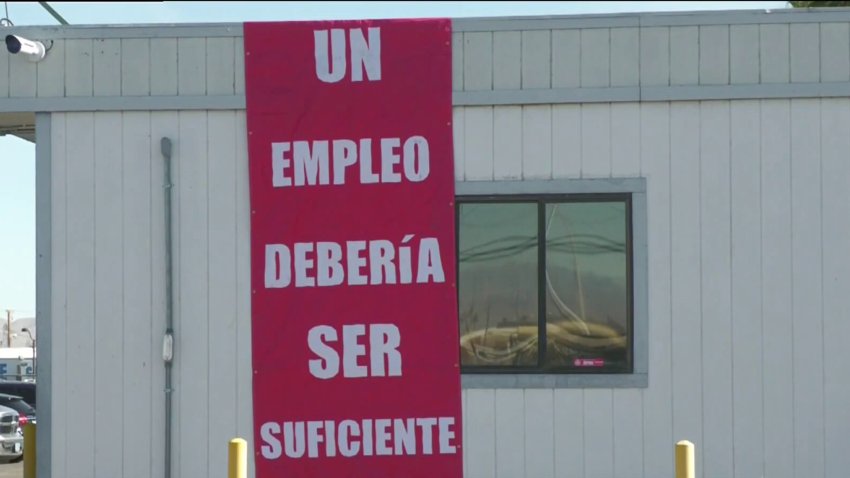 UN
EMPLEO
DEBERíA
SER
SUFICIENTE